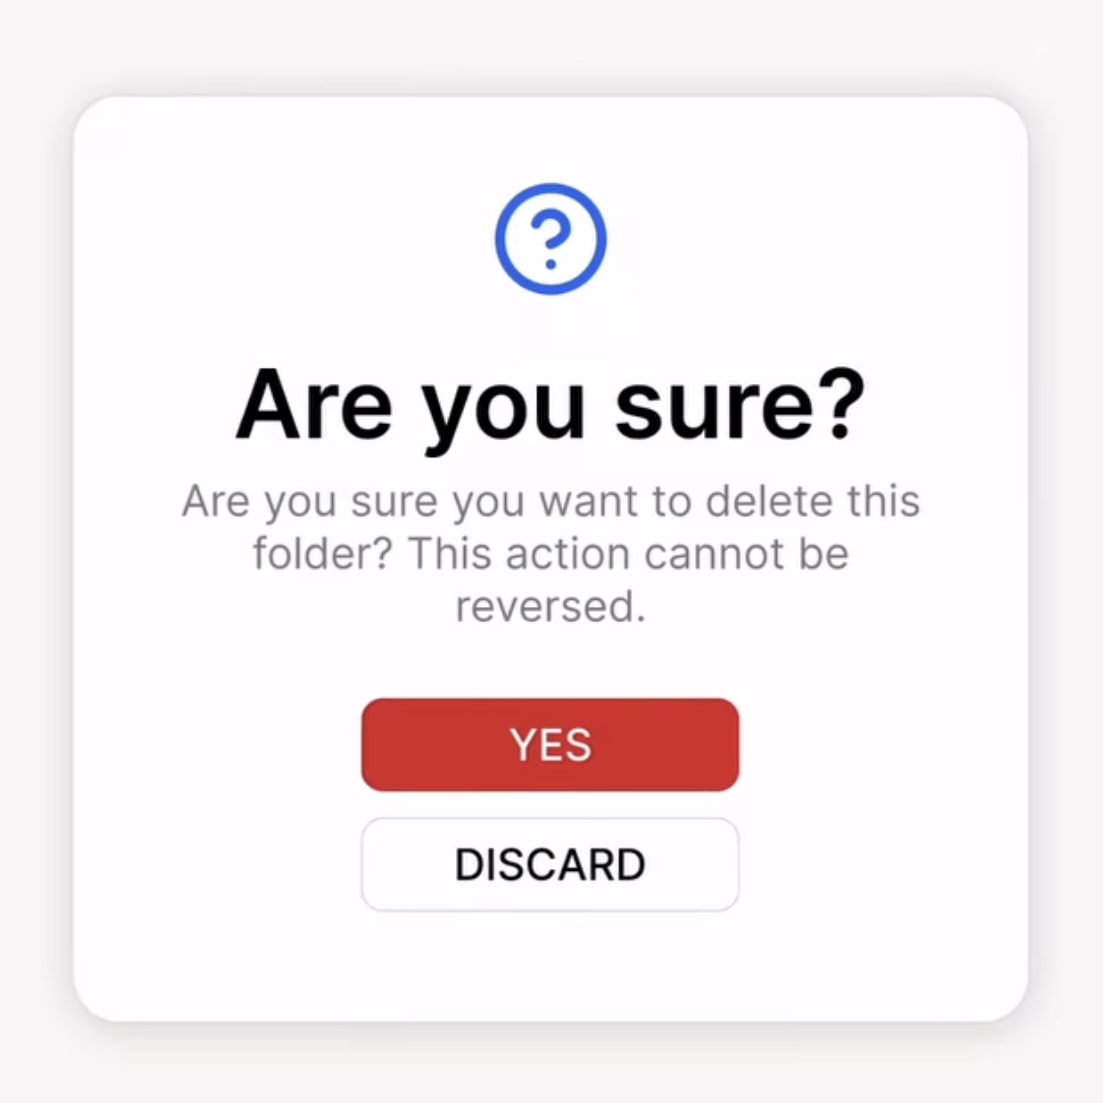 ?
Are you sure?
Are you sure you want to delete this
folder? This action cannot be
reversed.
YES
DISCARD